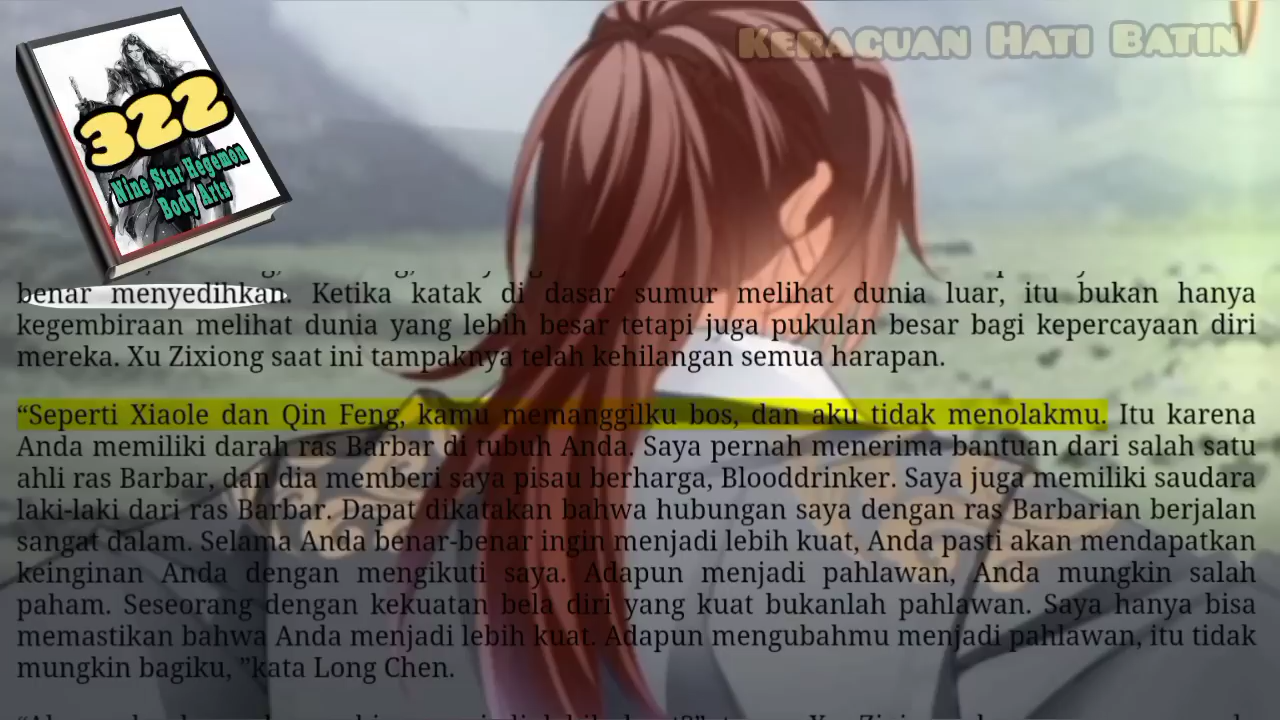 KERAGUAN HATI BATIN
322
Nine Star Hegemon
Body Arts
benar menyedihkan. Ketika katak di dasar sumur melihat dunia luar, itu bukan hanya
kegembiraan melihat dunia yang lebih besar tetapi juga pukulan besar bagi kepercayaan diri
mereka. Xu Zixiong saat ini tampaknya telah kehilangan semua harapan.
“Seperti Xiaole dan Qin Feng, kamu memanggilku bos, dan aku tidak menolakmu. Itu karena
Anda memiliki darah ras Barbar di tubuh Anda. Saya pernah menerima bantuan dari salah satu
ahli ras Barbar, dan dia memberi saya pisau berharga, Blooddrinker. Saya juga memiliki saudara
laki-laki dari ras Barbar. Dapat dikatakan bahwa hubungan saya dengan ras Barbarian berjalan
sangat dalam. Selama Anda benar-benar ingin menjadi lebih kuat, Anda pasti akan mendapatkan
keinginan Anda dengan mengikuti saya. Adapun menjadi pahlawan, Anda mungkin salah
paham. Seseorang dengan kekuatan bela diri yang kuat bukanlah pahlawan. Saya hanya bisa
memastikan bahwa Anda menjadi lebih kuat. Adapun mengubahmu menjadi pahlawan, itu tidak
mungkin bagiku, ”kata Long Chen.